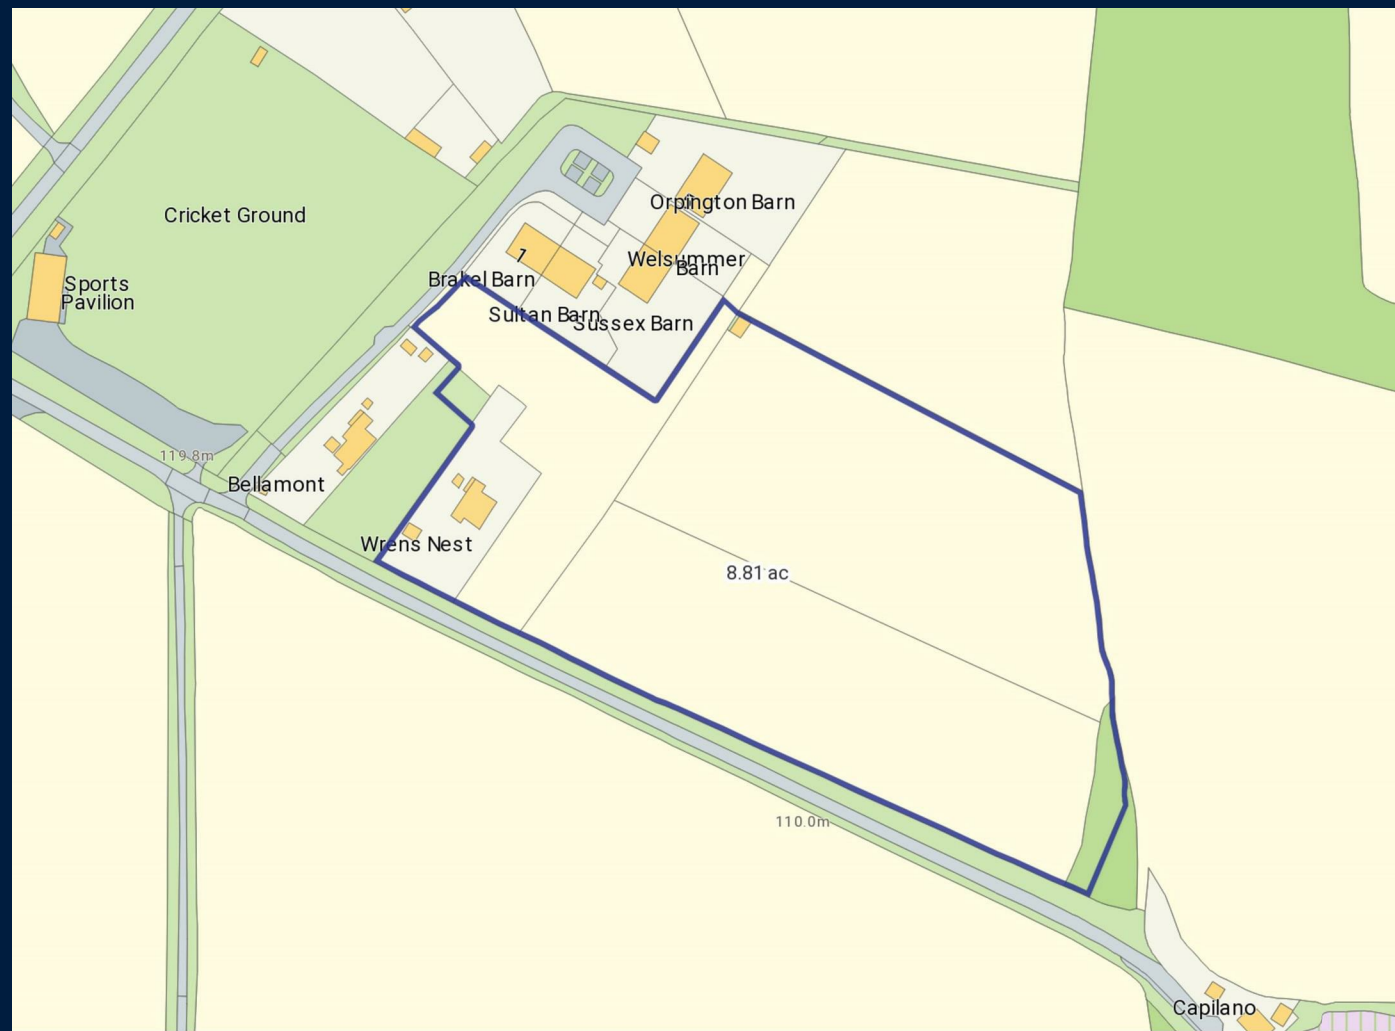 Orpington Barn
Cricket Ground
Welsummer
Barn
1
Brakel Barn
Sports
Pavilion
Sultan Barn
Sussex Barn
119.8m
Bellamont
Wrens Nest
8.81 ac
110.0m
Capilano